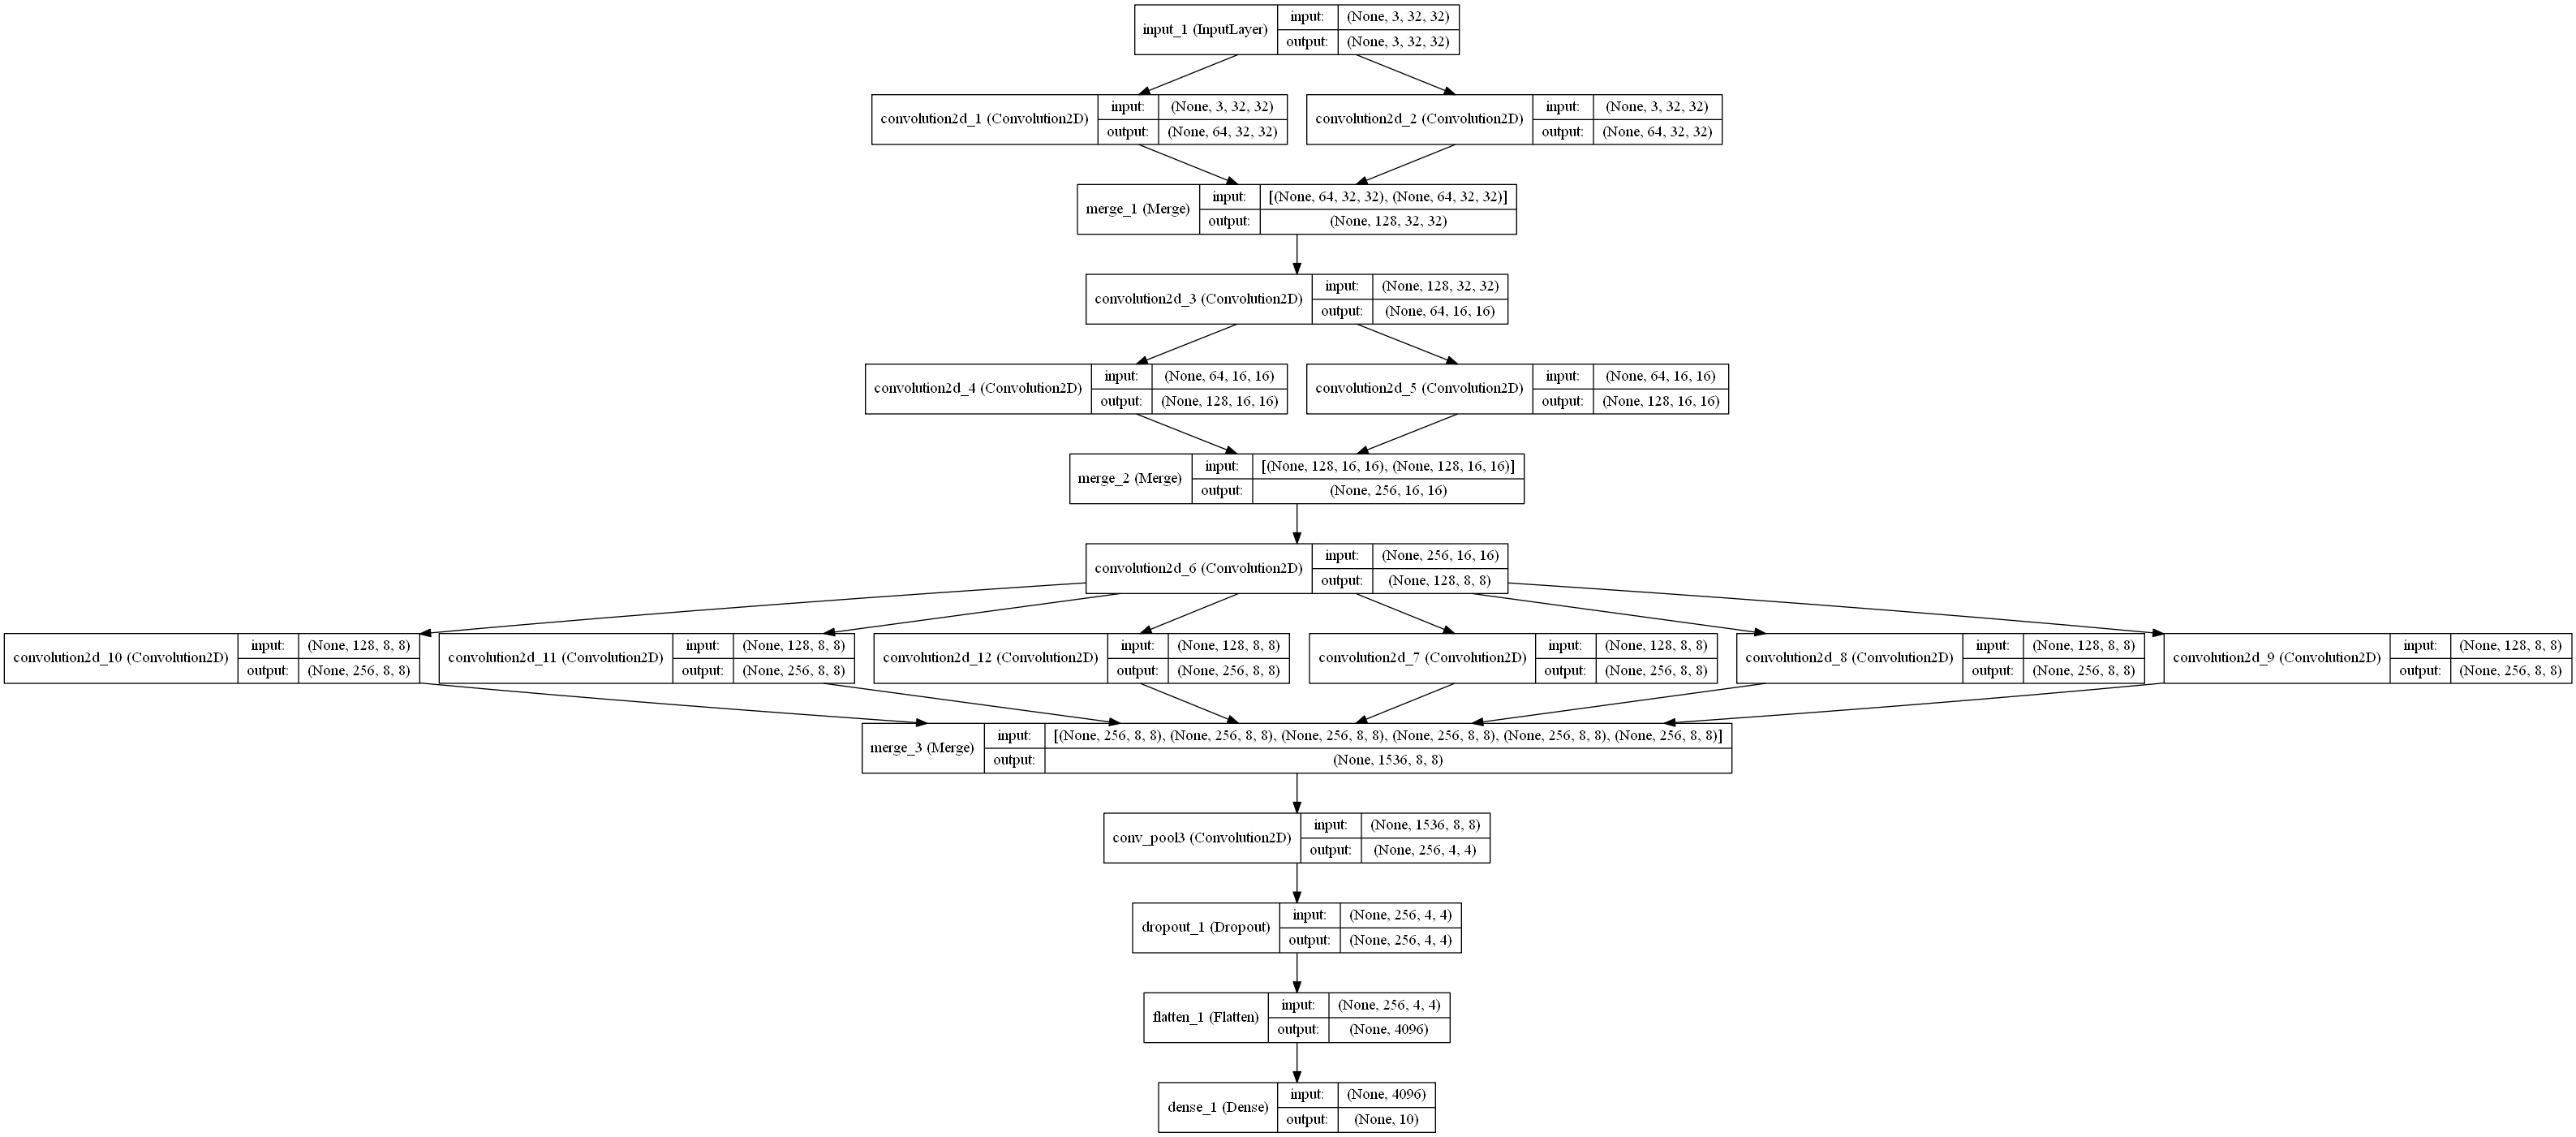 input_1 (InputLayer)
input: (None, 3, 32, 32)
output: (None, 3, 32, 32)
convolution2d_1 (Convolution2D)
input: (None, 3, 32, 32)
output: (None, 64, 32, 32)
convolution2d_2 (Convolution2D)
input: (None, 3, 32, 32)
output: (None, 64, 32, 32)
merge_1 (Merge)
input: [(None, 64, 32, 32), (None, 64, 32, 32)]
output: (None, 128, 32, 32)
convolution2d_3 (Convolution2D)
input: (None, 128, 32, 32)
output: (None, 64, 16, 16)
convolution2d_4 (Convolution2D)
input: (None, 64, 16, 16)
output: (None, 128, 16, 16)
convolution2d_5 (Convolution2D)
input: (None, 64, 16, 16)
output: (None, 128, 16, 16)
merge_2 (Merge)
input: [(None, 128, 16, 16), (None, 128, 16, 16)]
output: (None, 256, 16, 16)
convolution2d_6 (Convolution2D)
input: (None, 256, 16, 16)
output: (None, 128, 8, 8)
convolution2d_10 (Convolution2D)
input: (None, 128, 8, 8)
output: (None, 256, 8, 8)
convolution2d_11 (Convolution2D)
input: (None, 128, 8, 8)
output: (None, 256, 8, 8)
convolution2d_12 (Convolution2D)
input: (None, 128, 8, 8)
output: (None, 256, 8, 8)
convolution2d_7 (Convolution2D)
input: (None, 128, 8, 8)
output: (None, 256, 8, 8)
convolution2d_8 (Convolution2D)
input: (None, 128, 8, 8)
output: (None, 256, 8, 8)
convolution2d_9 (Convolution2D)
input: (None, 128, 8, 8)
output: (None, 256, 8, 8)
merge_3 (Merge)
input: [(None, 256, 8, 8), (None, 256, 8, 8), (None, 256, 8, 8), (None, 256, 8, 8), (None, 256, 8, 8), (None, 256, 8, 8)]
output: (None, 1536, 8, 8)
conv_pool3 (Convolution2D)
input: (None, 1536, 8, 8)
output: (None, 256, 4, 4)
dropout_1 (Dropout)
input: (None, 256, 4, 4)
output: (None, 256, 4, 4)
flatten_1 (Flatten)
input: (None, 256, 4, 4)
output: (None, 4096)
dense_1 (Dense)
input: (None, 4096)
output: (None, 10)